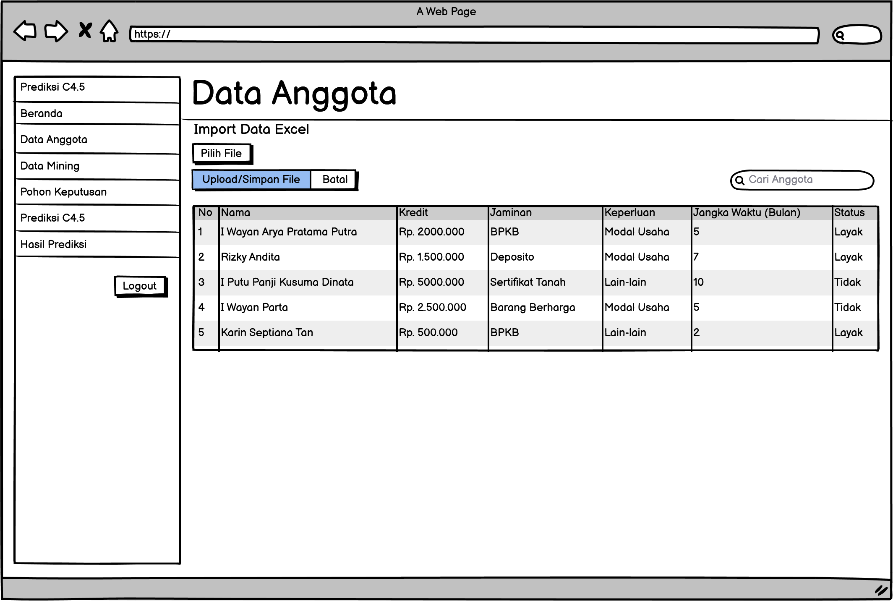 A Web Page
https://
Prediksi C4.5
Beranda
Data Anggota
Data Mining
Pohon Keputusan
Prediksi C4.5
Hasil Prediksi
Logout
Data Anggota
Import Data Excel
Pilih File
Upload/Simpan File Batal
Cari Anggota
No Nama Kredit Jaminan Keperluan Jangka Waktu (Bulan) Status
1 I Wayan Arya Pratama Putra Rp. 2000.000 BPKB Modal Usaha 5 Layak
2 Rizky Andita Rp. 1.500.000 Deposito Modal Usaha 7 Layak
3 I Putu Panji Kusuma Dinata Rp. 5000.000 Sertifikat Tanah Lain-lain 10 Tidak
4 I Wayan Parta Rp. 2.500.000 Barang Berharga Modal Usaha 5 Tidak
5 Karin Septiana Tan Rp. 500.000 BPKB Lain-lain 2 Layak